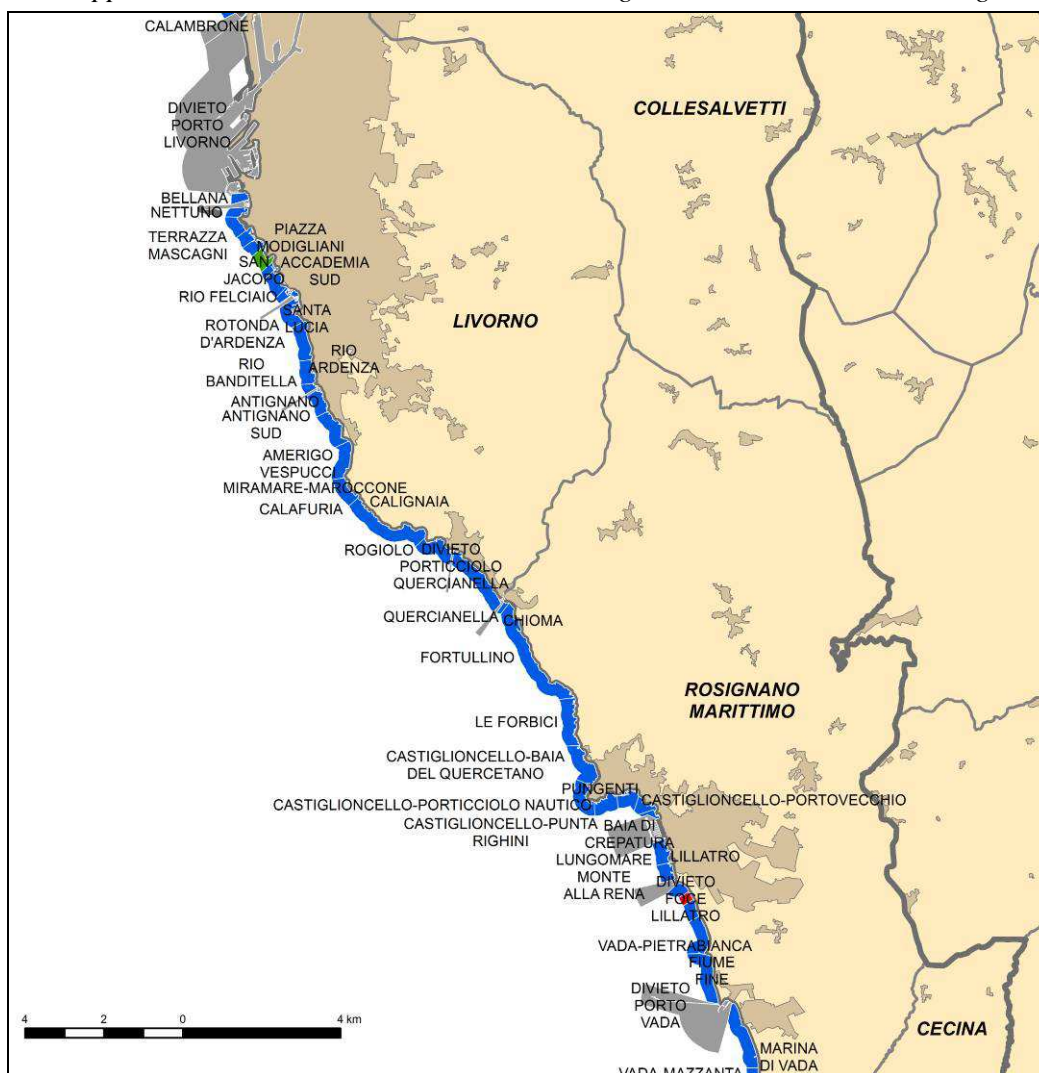 CALAMBRONE
COLLESALVETTI
DIVIETO
PORTO
LIVORNO
BELLANA
NETTUNO
TERRAZZA
MASCAGNI
PIAZZA
MODIGLIANI
SAN
JACOPO
ACCADEMIA
SUD
RIO FELCIAIO
SANTA
LUCIA
LIVORNO
ROTONDA
D'ARDENZA
RIO
ARDENZA
RIO
BANDITELLA
ANTIGNANO
ANTIGNANO
SUD
AMERIGO
VESPUCCI
MIRAMARE-MAROCCONE
CALIGNAIA
CALAFURIA
ROGIOLO
DIVIETO
PORTICCIOLO
QUERCIANELLA
QUERCIANELLA
CHIOMA
FORTULLINO
ROSIGNANO
MARITTIMO
LE FORBICI
CASTIGLIONCELLO-BAIA
DEL QUERCETANO
PUNGENTI
CASTIGLIONCELLO-PORTICCIOLO NAUTICO
CASTIGLIONCELLO-PORTOVECCHIO
CASTIGLIONCELLO-PUNTA
RIGHINI
BAIA DI
CREPATURA
LUNGOMARE
MONTE
ALLA RENA
LILLATRO
DIVIETO
FOCE
LILLATRO
VADA-PIETRABIANCA
FIUME
FINE
DIVIETO
PORTO
VADA
CECINA
4 2 0 4 km
MARINA
DI VADA
VADA-MAZZANTA